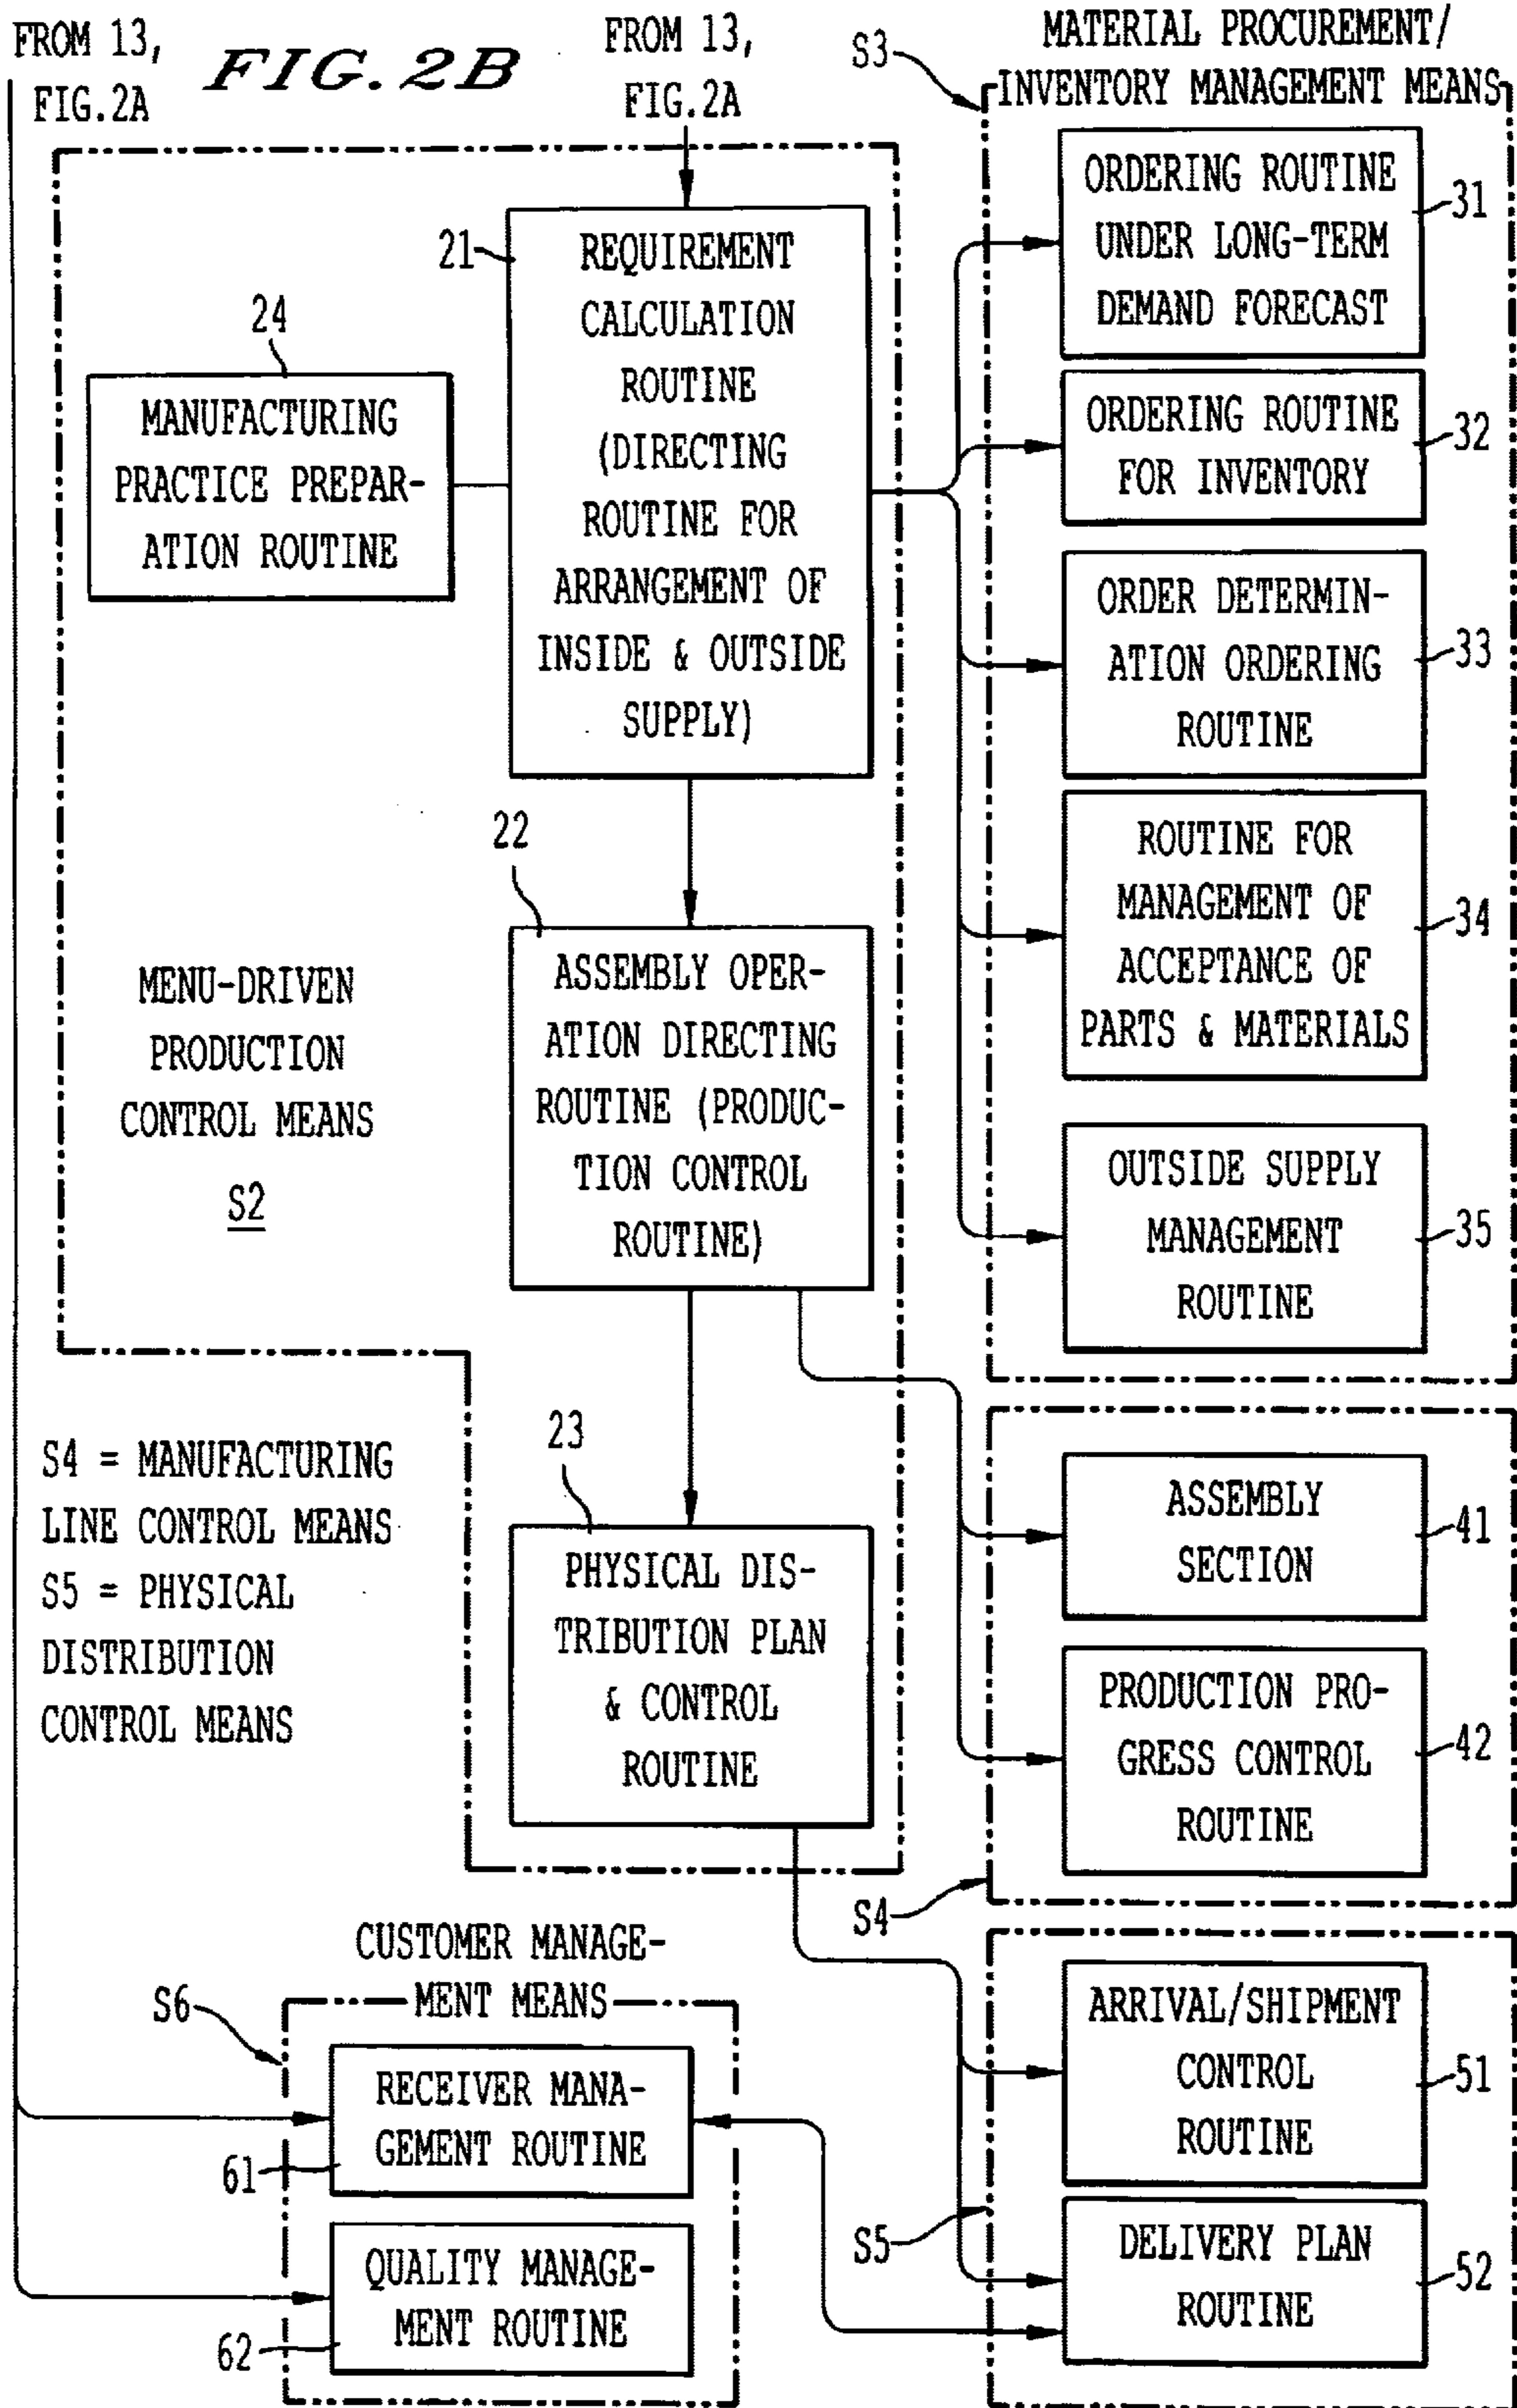 FROM 13,
FIG.2A
FIG.2B
FROM 13,
FIG.2A
S3
MATERIAL PROCUREMENT/
INVENTORY MANAGEMENT MEANS
21
REQUIREMENT
CALCULATION
ROUTINE
(DIRECTING
ROUTINE FOR
ARRANGEMENT OF
INSIDE & OUTSIDE
SUPPLY)
24
MANUFACTURING
PRACTICE PREPAR-
ATION ROUTINE
ORDERING ROUTINE
UNDER LONG-TERM
DEMAND FORECAST
31
ORDERING ROUTINE
FOR INVENTORY
32
ORDER DETERMIN-
ATION ORDERING
ROUTINE
33
ROUTINE FOR
MANAGEMENT OF
ACCEPTANCE OF
PARTS & MATERIALS
34
OUTSIDE SUPPLY
MANAGEMENT
ROUTINE
35
22
ASSEMBLY OPER-
ATION DIRECTING
ROUTINE (PRODUC-
TION CONTROL
ROUTINE)
MENU-DRIVEN
PRODUCTION
CONTROL MEANS
S2
S4 = MANUFACTURING
LINE CONTROL MEANS
S5 = PHYSICAL
DISTRIBUTION
CONTROL MEANS
23
PHYSICAL DIS-
TRIBUTION PLAN
& CONTROL
ROUTINE
ASSEMBLY
SECTION
41
PRODUCTION PRO-
GRESS CONTROL
ROUTINE
42
S4
CUSTOMER MANAGE-
MENT MEANS
S6
RECEIVER MANA-
GEMENT ROUTINE
61
QUALITY MANAGE-
MENT ROUTINE
62
ARRIVAL/SHIPMENT
CONTROL
ROUTINE
51
S5
DELIVERY PLAN
ROUTINE
52